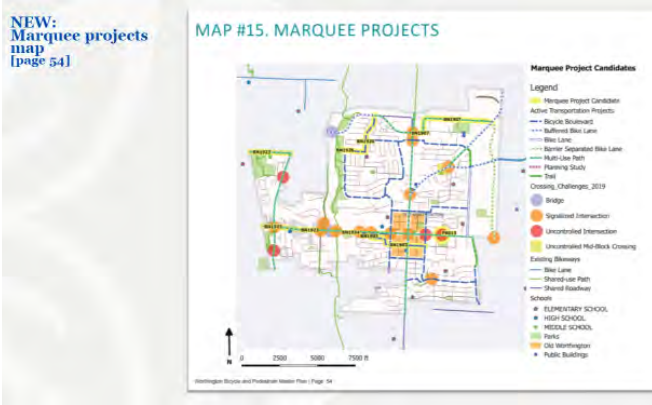 NEW:
Marquee projects
map
[page 54]
MAP #15. MARQUEE PROJECTS
Marquee Project Candidates
Legend
Marquee Project Candidate
Active Transportation Projects
Bicycle Boulevard
Buffered Bike Lane
Bike Lane
Barrier Separated Bike Lane
Multi-Use Path
Planning Study
Trail
Crossing_Challenges_2019
Bridge
Signalized Intersection
Uncontrolled Intersection
Uncontrolled Mid-Block Crossing
Existing Bikeways
Bike Lane
Shared-use Path
Shared Roadway
Schools
ELEMENTARY SCHOOL
HIGH SCHOOL
MIDDLE SCHOOL
Parks
Old Worthington
Public Buildings
N
0 2500 5000 7500 ft
Worthington Bicycle and Pedestrian Master Plan | Page 54